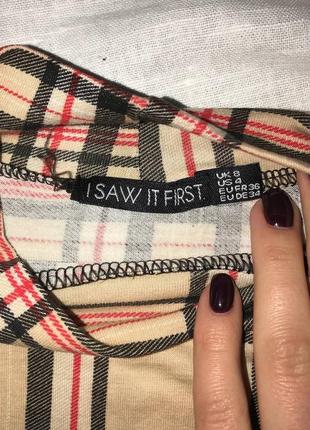 I SAW IT FIRST
UK 8
US 4
EU FR 36
EU DE 34